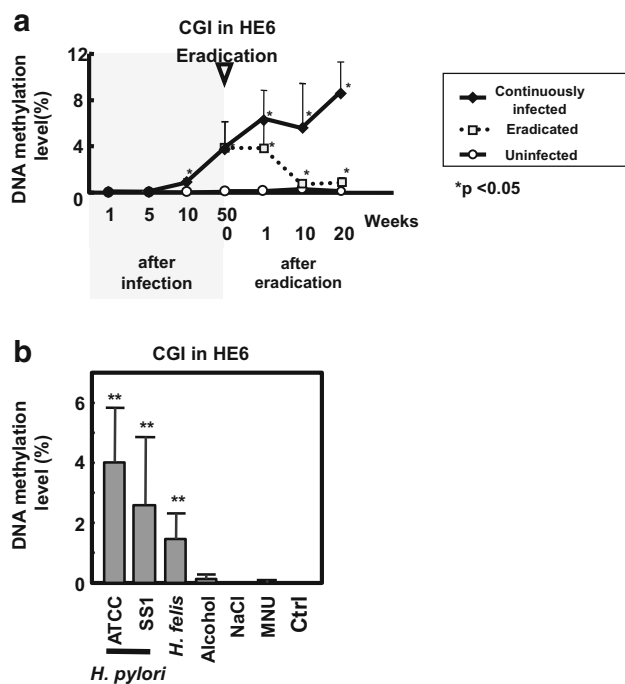 a
CGI in HE6
Eradication
DNA methylation
level(%)
12
8
4
0
1 5 10 50 Weeks
0 1 10 20
after
infection
after
eradication
* * * * * *
Continuously
infected
Eradicated
Uninfected
*p <0.05
b
CGI in HE6
DNA methylation
level (%)
6
4
2
0
**
**
**
ATCC
SS1
H. felis
Alcohol
NaCl
MNU
Ctrl
H. pylori